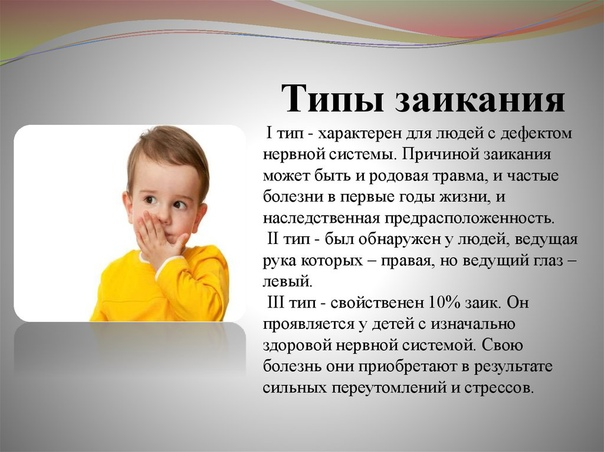 Типы заикания
I тип - характерен для людей с дефектом
нервной системы. Причиной заикания
может быть и родовая травма, и частые
болезни в первые годы жизни, и
наследственная предрасположенность.
II тип - был обнаружен у людей, ведущая
рука которых – правая, но ведущий глаз –
левый.
III тип - свойственен 10% заик. Он
проявляется у детей с изначально
здоровой нервной системой. Свою
болезнь они приобретают в результате
сильных переутомлений и стрессов.